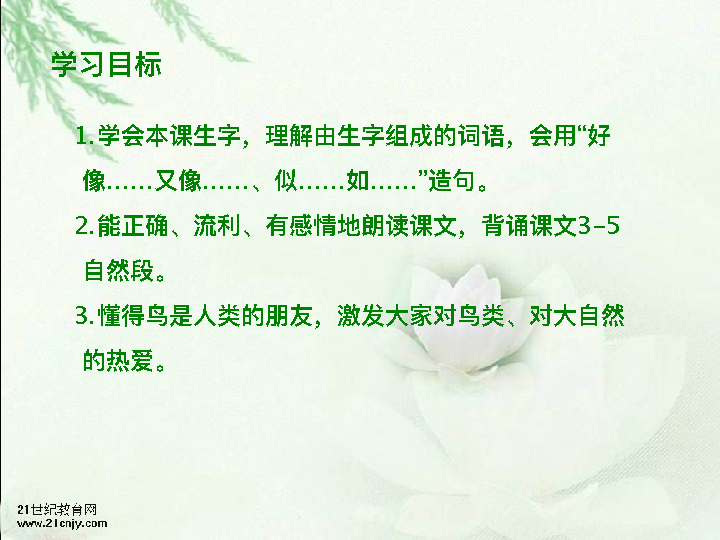 学习目标
1.学会本课生字，理解由生字组成的词语，会用“好
像……又像……、似……如……”造句。
2.能正确、流利、有感情地朗读课文，背诵课文3-5
自然段。
3.懂得鸟是人类的朋友，激发大家对鸟类、对大自然
的热爱。
21世纪教育网
www.21cnjy.com